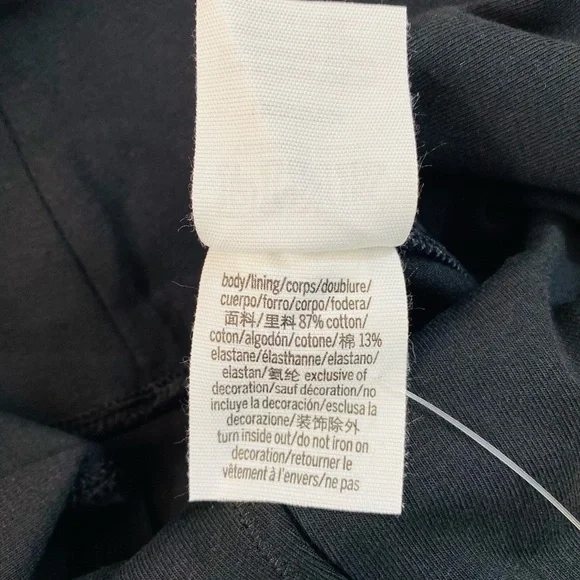 body/lining/corps/doublure/
cuerpo/forro/corpo/fodera/
面料/里料 87% cotton/
coton/algodón/cotone/棉 13%
elastane/élasthanne/elastano/
elastan/氨纶 exclusive of
decoration/sauf décoration/no
incluye la decoración/esclusa la
decorazione/装饰除外
turn inside out/do not iron on
decoration/retourner le
vêtement à l'envers/ne pas